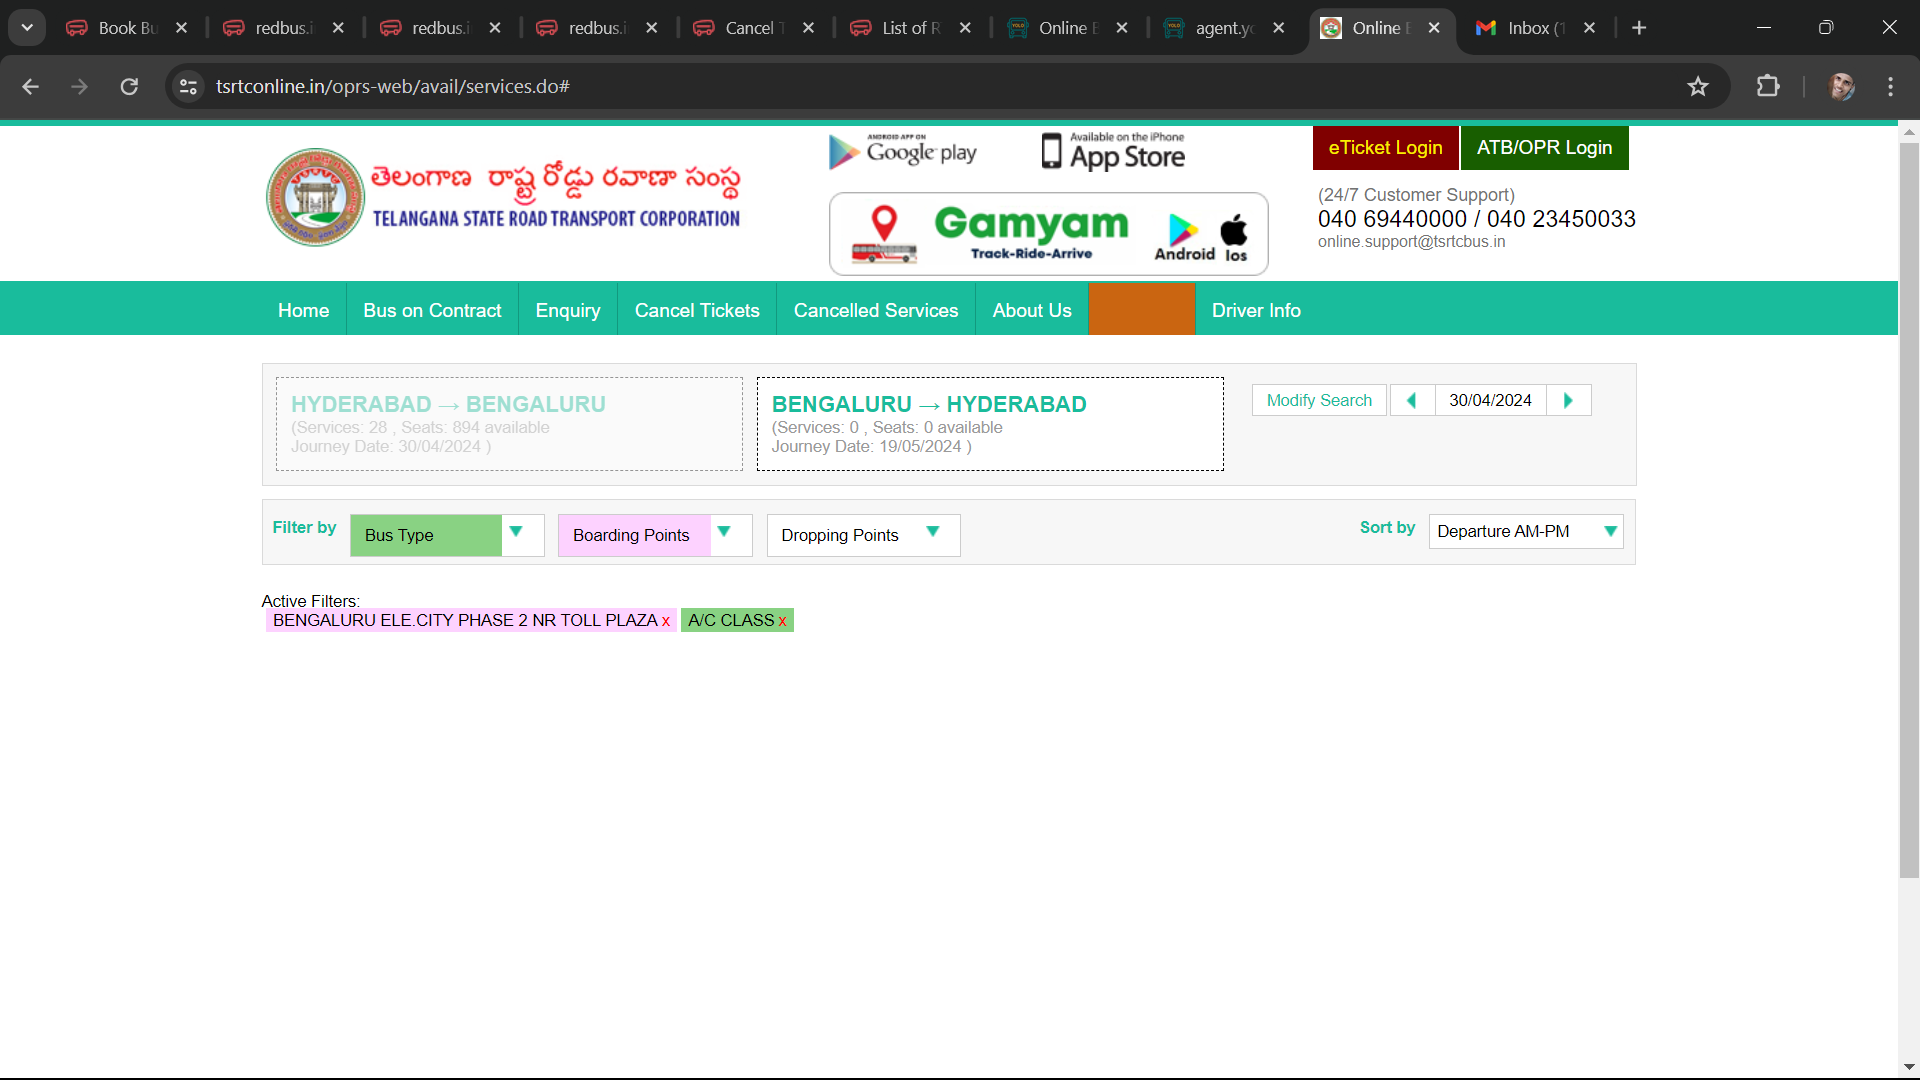 Book Bu
redbus.i
redbus.i
redbus.i
Cancel T
List of R
Online B
agent.yo
Online B
Inbox (1
tsrtconline.in/oprs-web/avail/services.do#
తెలంగాణ రాష్ట్ర రోడ్డు రవాణా సంస్థ
TELANGANA STATE ROAD TRANSPORT CORPORATION
ANDROID APP ON
Google play
Available on the iPhone
App Store
Gamyam
Track-Ride-Arrive
Android
Ios
eTicket Login
ATB/OPR Login
(24/7 Customer Support)
040 69440000 / 040 23450033
online.support@tsrtcbus.in
Home
Bus on Contract
Enquiry
Cancel Tickets
Cancelled Services
About Us
Driver Info
HYDERABAD → BENGALURU
(Services: 28 , Seats: 894 available
Journey Date: 30/04/2024 )
BENGALURU → HYDERABAD
(Services: 0 , Seats: 0 available
Journey Date: 19/05/2024 )
Modify Search
30/04/2024
Filter by
Bus Type
Boarding Points
Dropping Points
Sort by
Departure AM-PM
Active Filters:
BENGALURU ELE.CITY PHASE 2 NR TOLL PLAZA x
A/C CLASS x